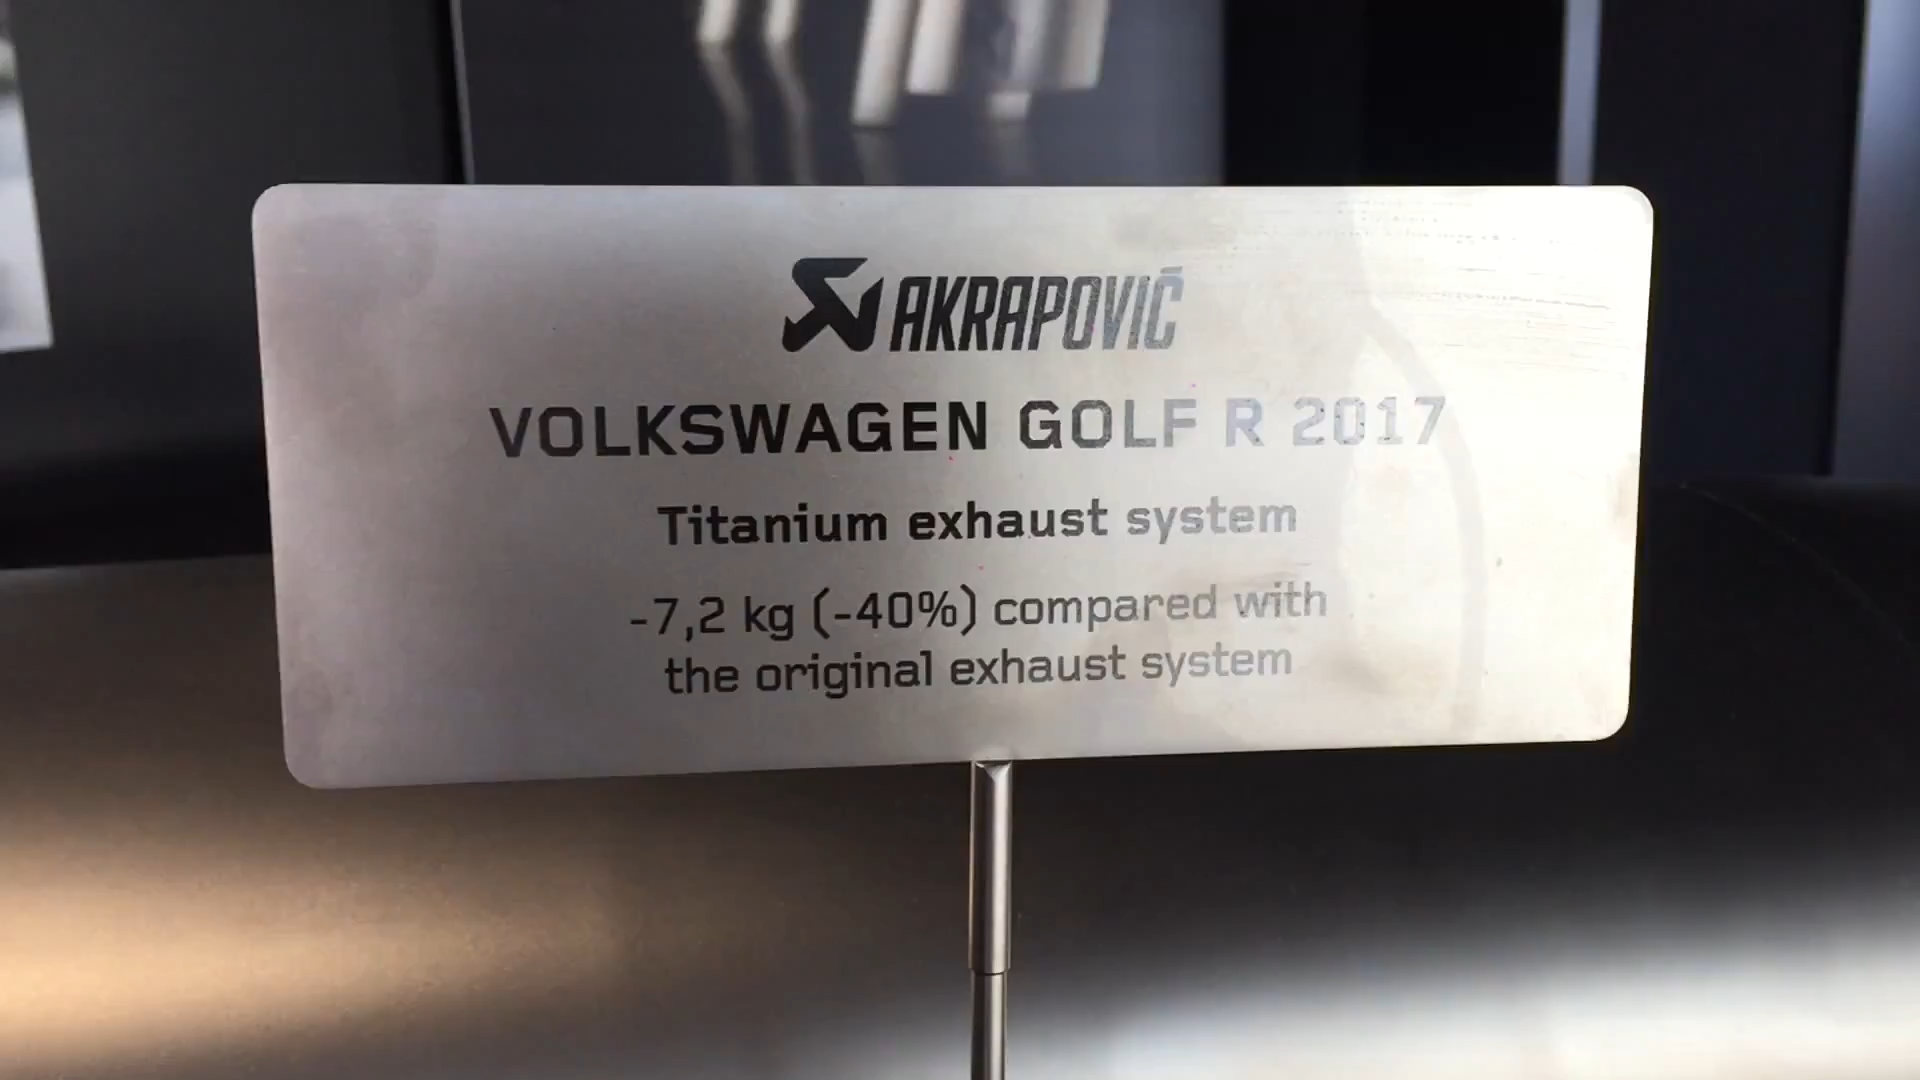 AKRAPOVIČ
VOLKSWAGEN GOLF R 2017
Titanium exhaust system
-7,2 kg (-40%) compared with
the original exhaust system